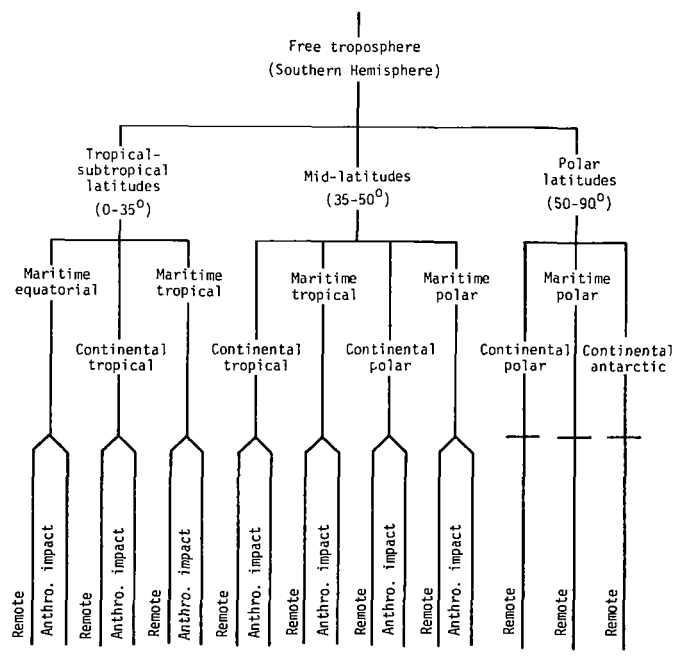 Free troposphere
(Southern Hemisphere)
Tropical-
subtropical
latitudes
(0-35°)
Mid-latitudes
(35-50°)
Polar
latitudes
(50-90°)
Maritime
equatorial
Maritime
tropical
Maritime
tropical
Maritime
polar
Maritime
polar
Continental
tropical
Continental
tropical
Continental
polar
Continental
polar
Continental
antarctic
Remote
Anthro. impact
Remote
Anthro. impact
Remote
Anthro. impact
Remote
Anthro. impact
Remote
Anthro. impact
Remote
Anthro. impact
Remote
Anthro. impact
Remote
Remote
Remote